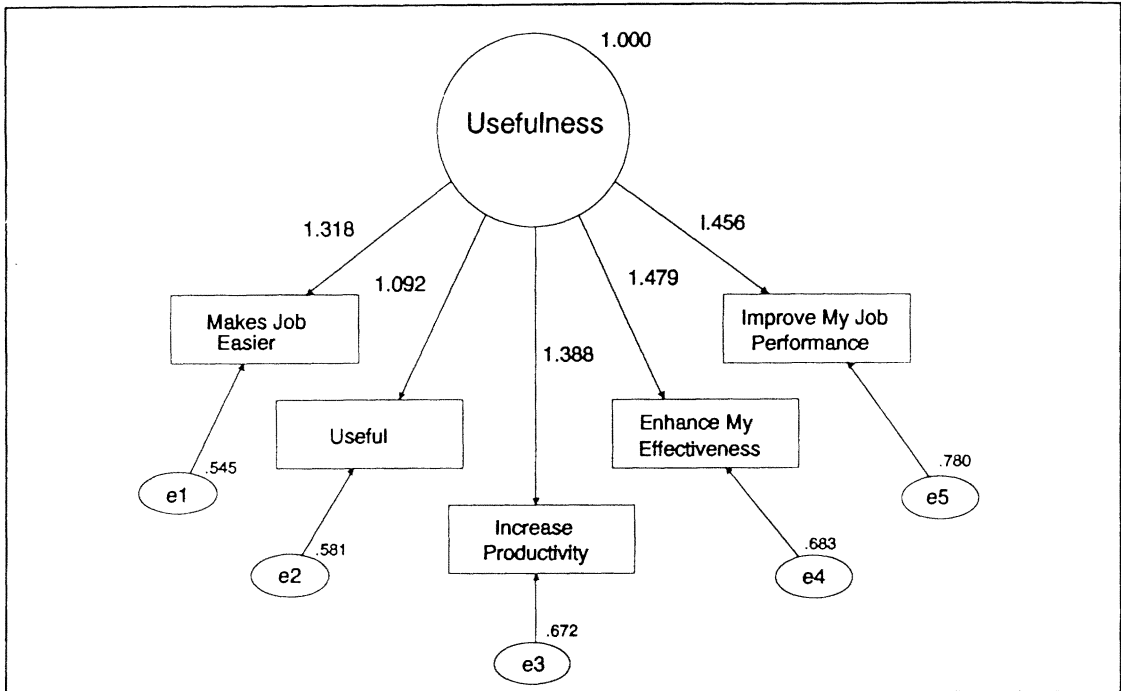 1.000
Usefulness
1.318
I.456
1.092
1.479
Makes Job
Easier
Improve My Job
Performance
1.388
Useful
Enhance My
Effectiveness
.545
e1
.780
e5
Increase
Productivity
.581
e2
.683
e4
.672
e3